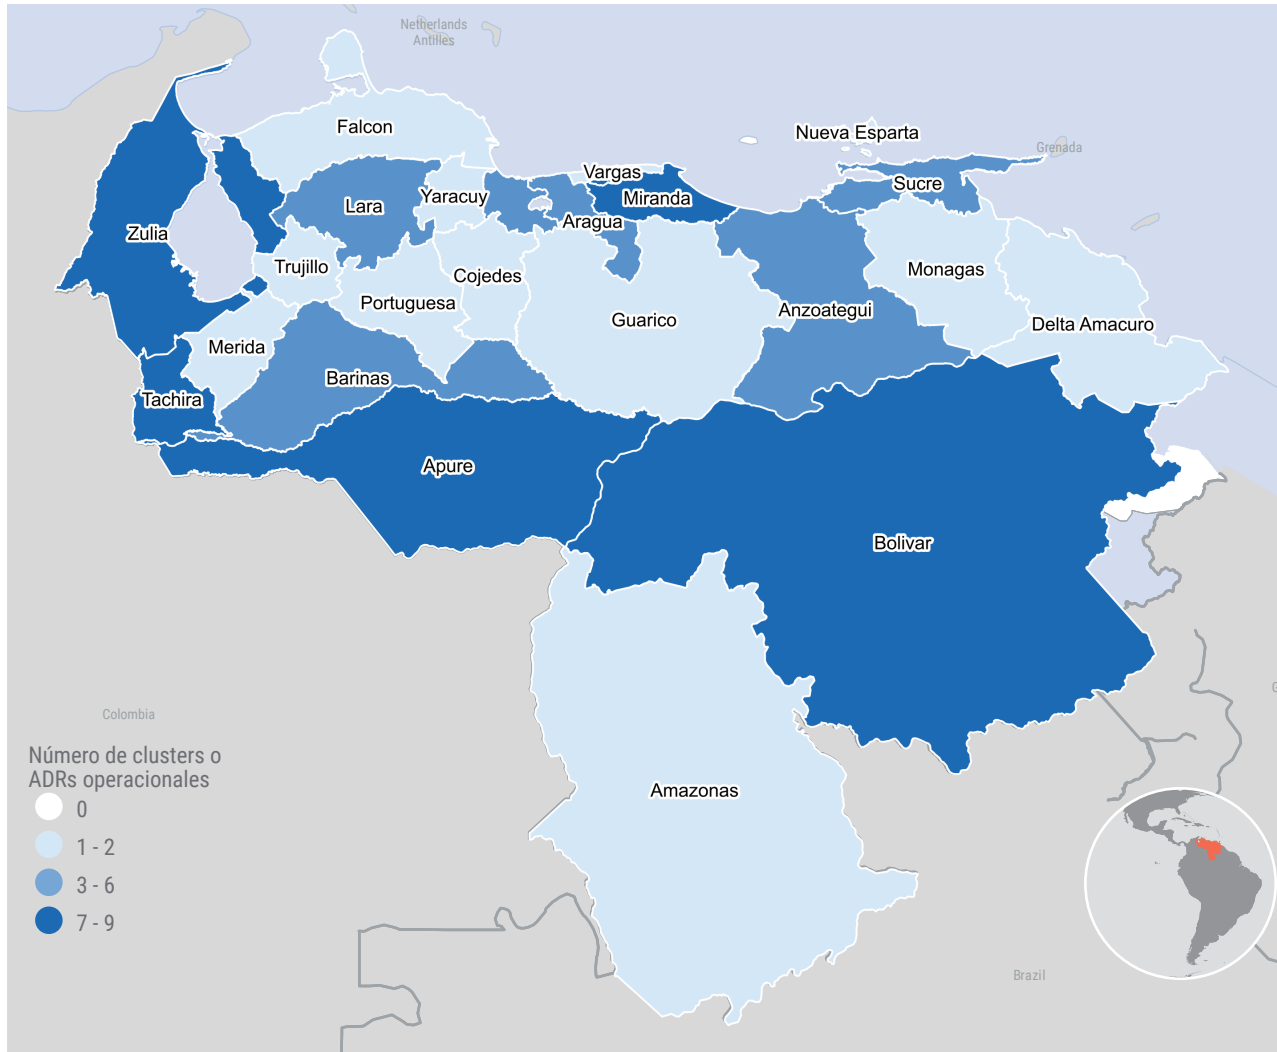 Netherlands
Antilles
Falcon
Nueva Esparta
Grenada
Vargas
Sucre
Miranda
Yaracuy
Lara
Aragua
Zulia
Trujillo
Cojedes
Monagas
Portuguesa
Anzoategui
Guarico
Delta Amacuro
Merida
Barinas
Tachira
Apure
Bolivar
G
Colombia
Número de clusters o
ADRs operacionales
0
1 - 2
3 - 6
7 - 9
Amazonas
Brazil